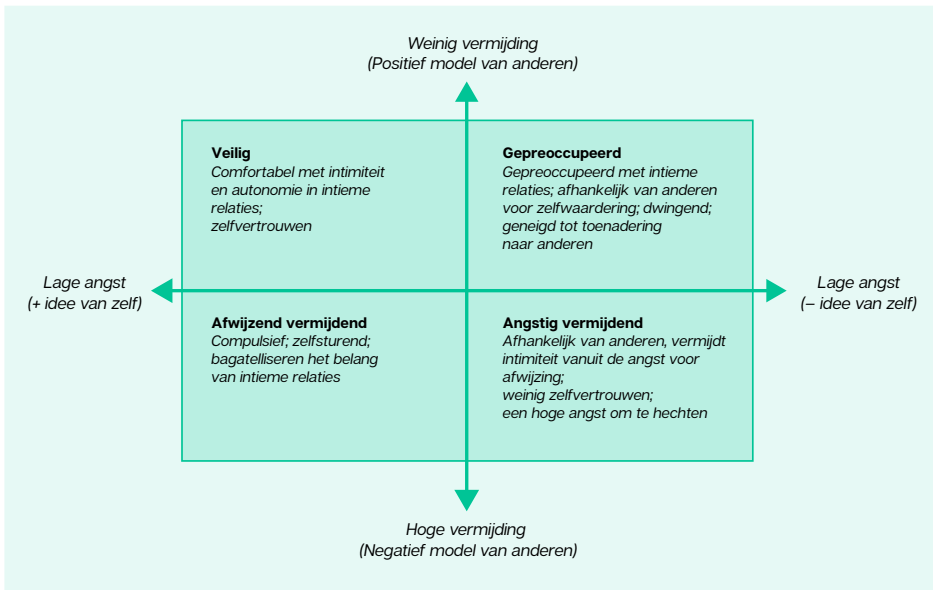 Weinig vermijding
(Positief model van anderen)
Veilig
Comfortabel met intimiteit
en autonomie in intieme
relaties;
zelfvertrouwen
Gepreoccupeerd
Gepreoccupeerd met intieme
relaties; afhankelijk van anderen
voor zelfwaardering; dwingend;
geneigd tot toenadering
naar anderen
Lage angst
(+ idee van zelf)
Lage angst
(– idee van zelf)
Afwijzend vermijdend
Compulsief; zelfsturend;
bagatelliseren het belang
van intieme relaties
Angstig vermijdend
Afhankelijk van anderen, vermijdt
intimiteit vanuit de angst voor
afwijzing;
weinig zelfvertrouwen;
een hoge angst om te hechten
Hoge vermijding
(Negatief model van anderen)